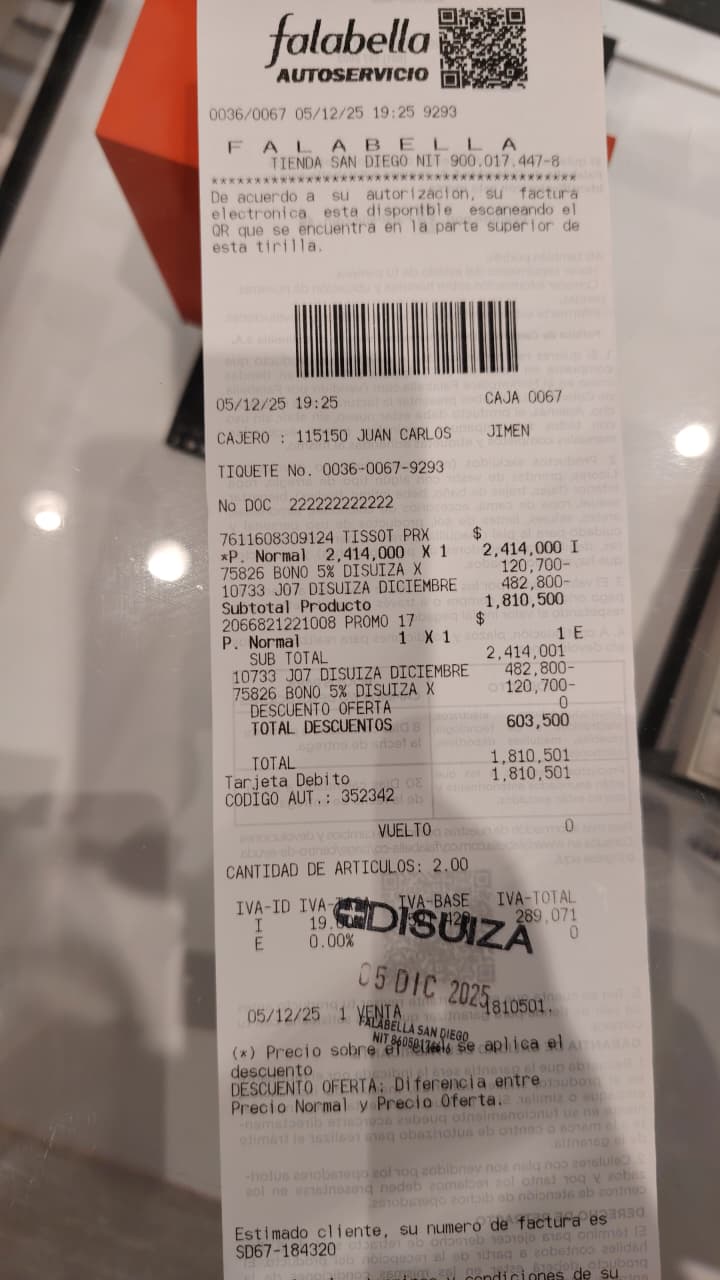 falabella
AUTOSERVICIO
0036/0067 05/12/25 19:25 9293
F A L A B E L L A
TIENDA SAN DIEGO NIT 900.017.447-8
******************************************
De acuerdo a su autorizacion, su factura
electronica esta disponible escaneando el
QR que se encuentra en la parte superior de
esta tirilla.
05/12/25 19:25 CAJA 0067
CAJERO : 115150 JUAN CARLOS JIMEN
TIQUETE No. 0036-0067-9293
No DOC 222222222222
7611608309124 TISSOT PRX $
*P. Normal 2,414,000 X 1 2,414,000 I
75826 BONO 5% DISUIZA X 120,700-
10733 J07 DISUIZA DICIEMBRE 482,800-
Subtotal Producto 1,810,500
2066821221008 PROMO 17 $
P. Normal 1 X 1 1 E
SUB TOTAL 2,414,001
10733 J07 DISUIZA DICIEMBRE 482,800-
75826 BONO 5% DISUIZA X 120,700-
DESCUENTO OFERTA 0
TOTAL DESCUENTOS 603,500
TOTAL 1,810,501
Tarjeta Debito 1,810,501
CODIGO AUT.: 352342
VUELTO 0
CANTIDAD DE ARTICULOS: 2.00
IVA-ID IVA- IVA-BASE IVA-TOTAL
I 289,071
E 0.00% 0
DISUIZA
05 DIC 2025
05/12/25 1 VENTA 1810501.
FALABELLA SAN DIEGO
NIT
(*) Precio sobre el se aplica el
descuento
DESCUENTO OFERTA: Diferencia entre
Precio Normal y Precio Oferta.
Estimado cliente, su numero de factura es
SD67-184320
condiciones de su